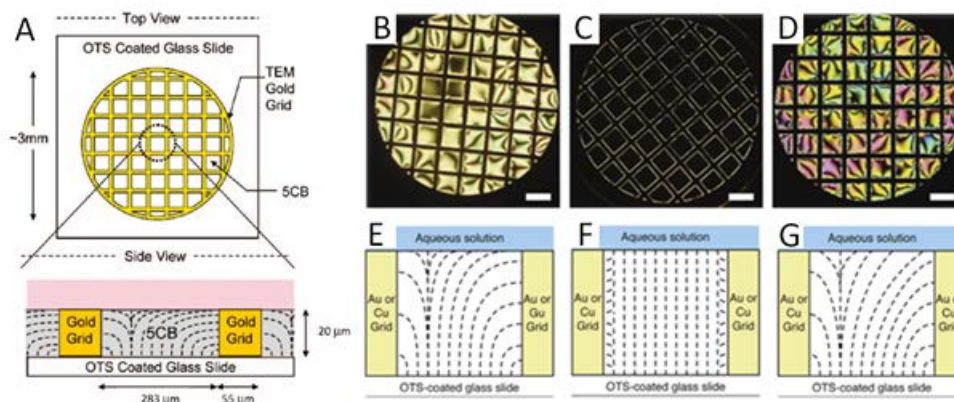 A
Top View
OTS Coated Glass Slide
TEM
Gold
Grid
~3mm
5CB
Side View
Gold
Grid
5CB
Gold
Grid
20 µm
OTS Coated Glass Slide
283 µm
55 µm
B
C
D
E
Aqueous solution
Au or
Cu
Grid
Au or
Gu
Grid
OTS-coated glass slide
F
Aqueous solution
Au or
Cu
Grid
Au or
Cu
Grid
OTS-coated glass slide
G
Aqueous solution
Au or
Cu
Grid
Au or
Cu
Grid
OTS-coated glass slide